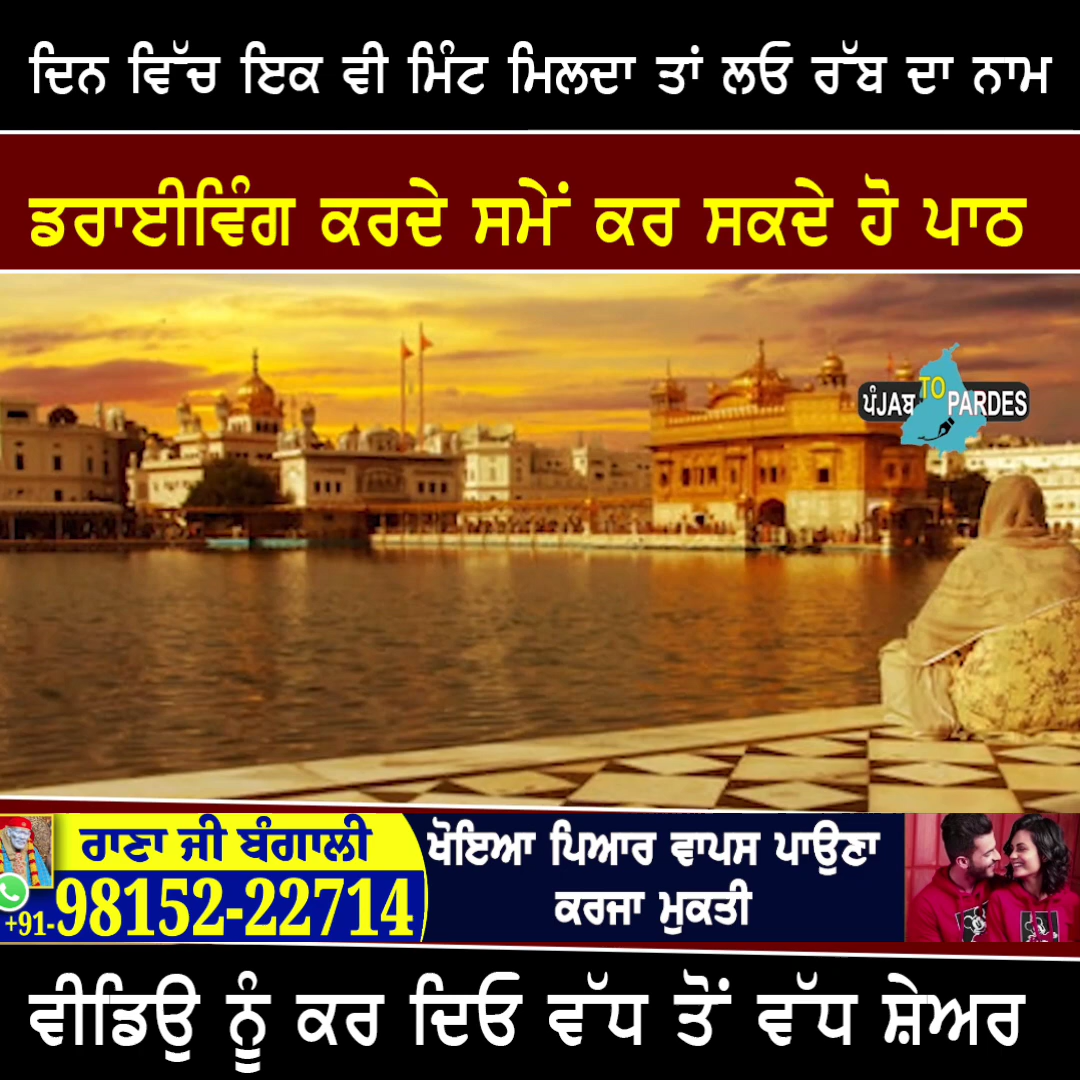 ਦਿਨ ਵਿੱਚ ਇਕ ਵੀ ਮਿੰਟ ਮਿਲਦਾ ਤਾਂ ਲਓ ਰੱਬ ਦਾ ਨਾਮ
ਡਰਾਈਵਿੰਗ ਕਰਦੇ ਸਮੇਂ ਕਰ ਸਕਦੇ ਹੋ ਪਾਠ
ਪੰJAਬ TO PARDES
ਰਾਣਾ ਜੀ ਬੰਗਾਲੀ
+91-98152-22714
ਖੋਇਆ ਪਿਆਰ ਵਾਪਸ ਪਾਉਣਾ
ਕਰਜਾ ਮੁਕਤੀ
ਵੀਡਿਉ ਨੂੰ ਕਰ ਦਿਓ ਵੱਧ ਤੋਂ ਵੱਧ ਸ਼ੇਅਰ